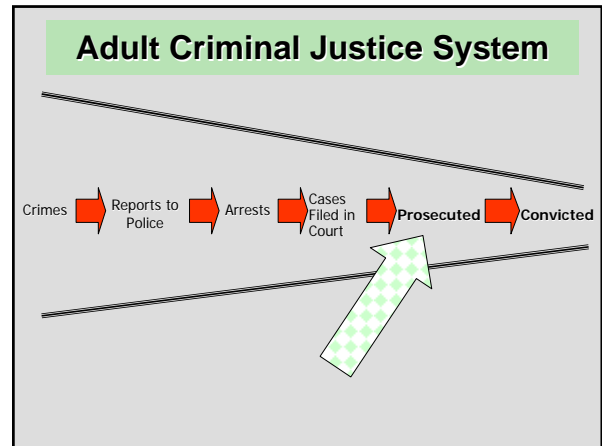 Adult Criminal Justice System
Crimes
Reports to
Police
Arrests
Cases
Filed in
Court
Prosecuted
Convicted